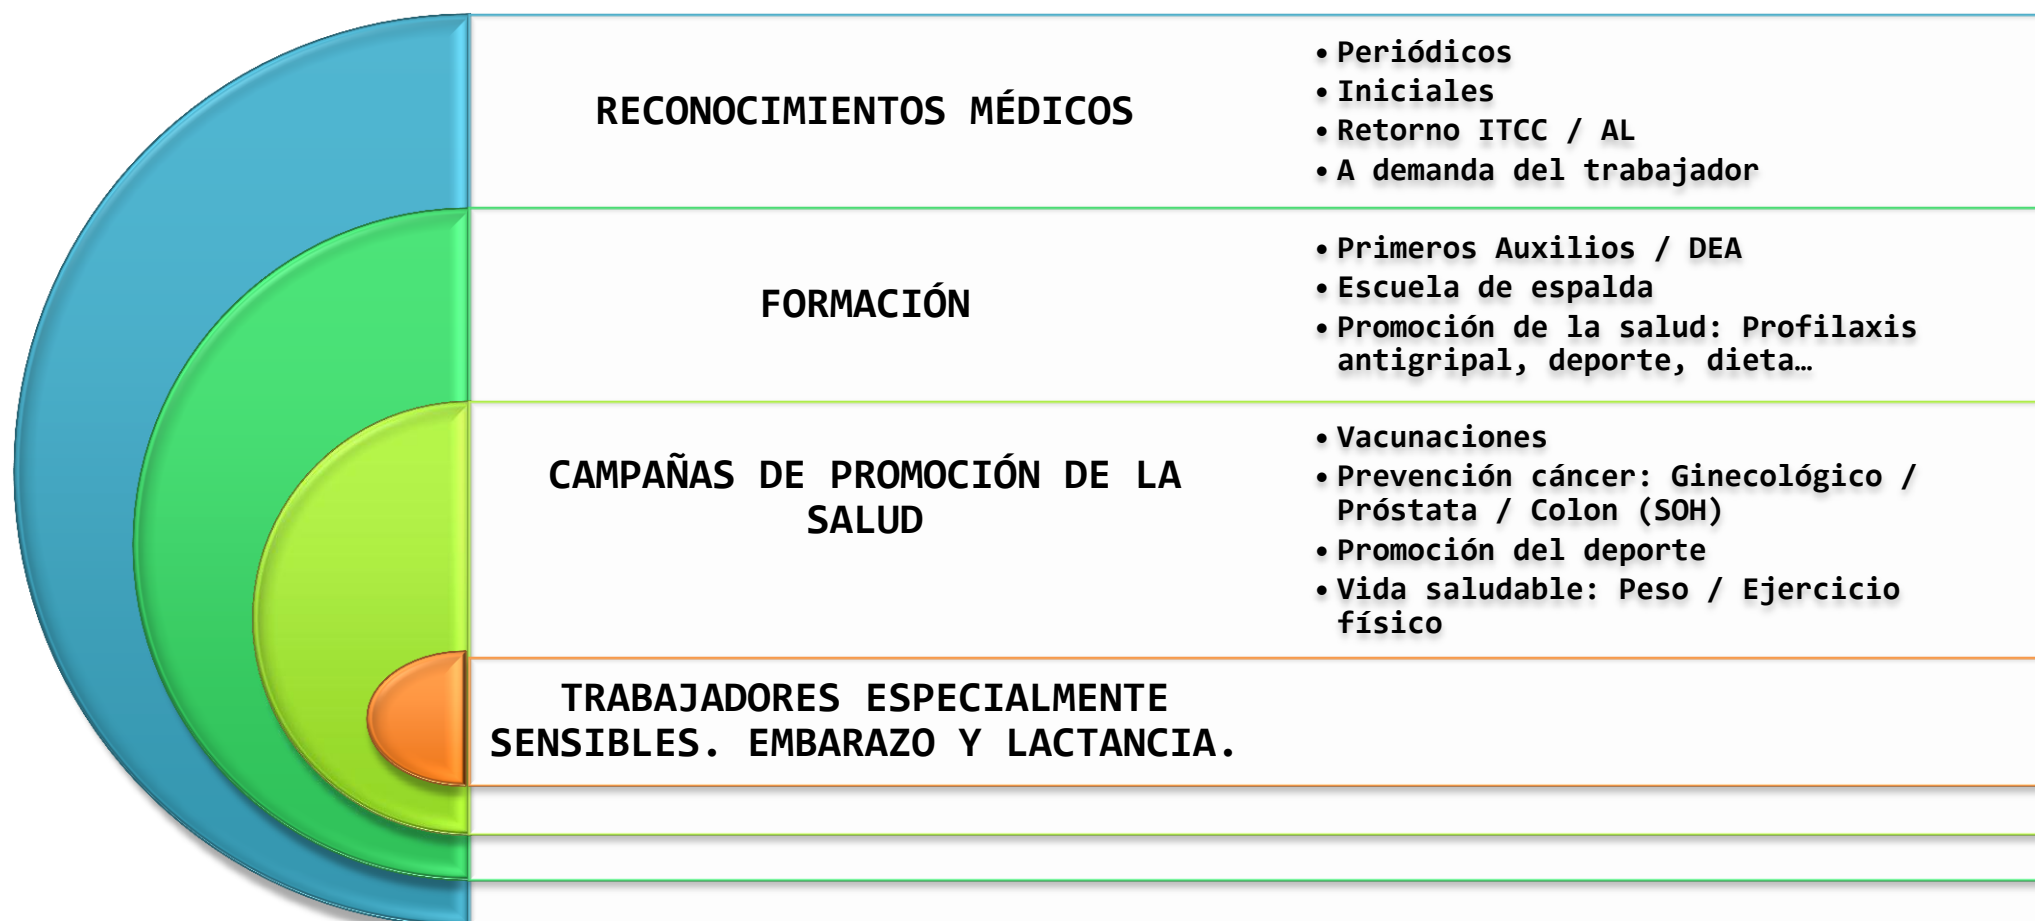 RECONOCIMIENTOS MÉDICOS
• Periódicos
• Iniciales
• Retorno ITCC / AL
• A demanda del trabajador
FORMACIÓN
• Primeros Auxilios / DEA
• Escuela de espalda
• Promoción de la salud: Profilaxis
antigripal, deporte, dieta…
CAMPAÑAS DE PROMOCIÓN DE LA
SALUD
• Vacunaciones
• Prevención cáncer: Ginecológico /
Próstata / Colon (SOH)
• Promoción del deporte
• Vida saludable: Peso / Ejercicio
físico
TRABAJADORES ESPECIALMENTE
SENSIBLES. EMBARAZO Y LACTANCIA.